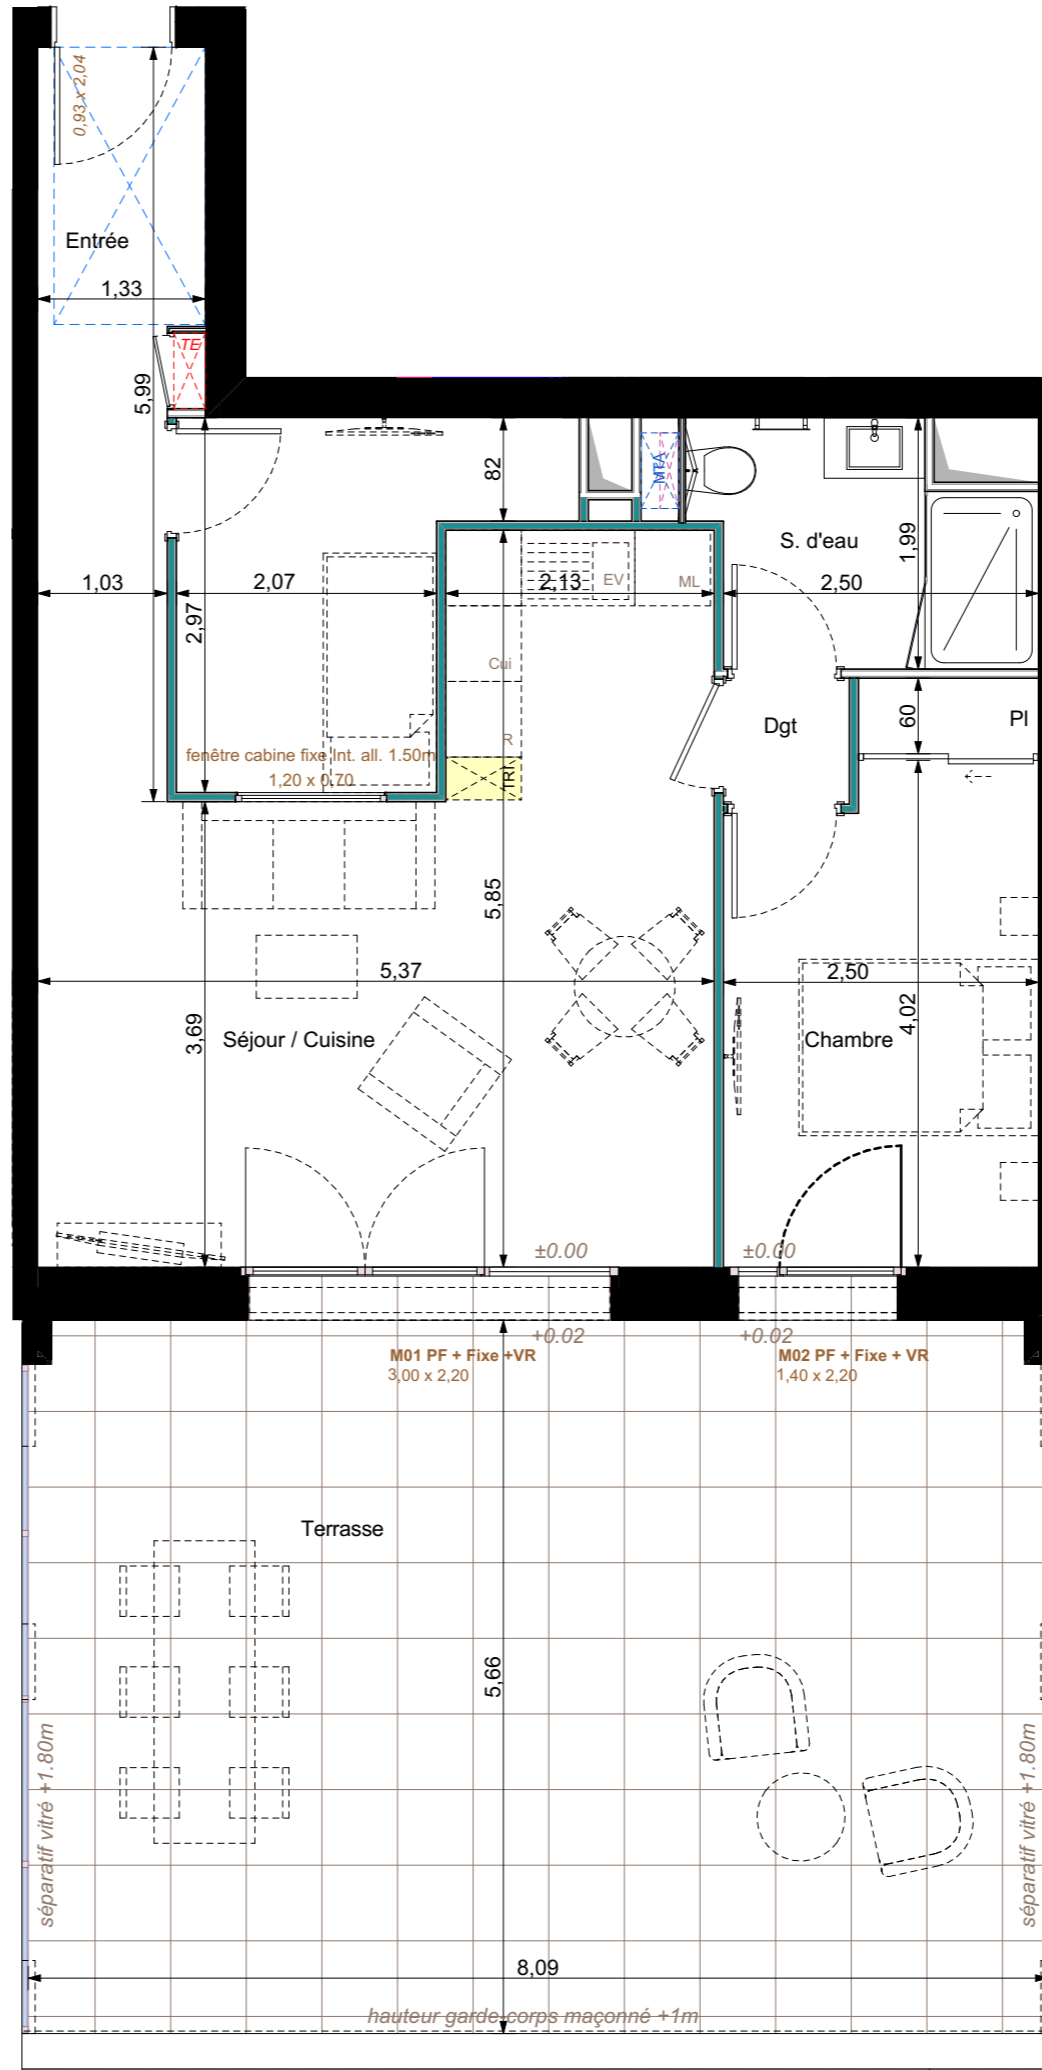 0,93 x 2,04
Entrée
1,33
TE
5,99
82
MTA
S. d'eau
1,99
1,03
2,07
2,13
EV
ML
2,50
2,97
Cui
Dgt
60
Pl
R
fenêtre cabine fixe Int. all. 1.50m
1,20 x 0,70
TRI
5,85
5,37
2,50
4,02
3,69
Séjour / Cuisine
Chambre
±0.00
±0.00
+0.02
+0.02
M01 PF + Fixe +VR
3,00 x 2,20
M02 PF + Fixe + VR
1,40 x 2,20
Terrasse
5,66
séparatif vitré +1.80m
séparatif vitré +1.80m
8,09
hauteur garde-corps maçonné +1m